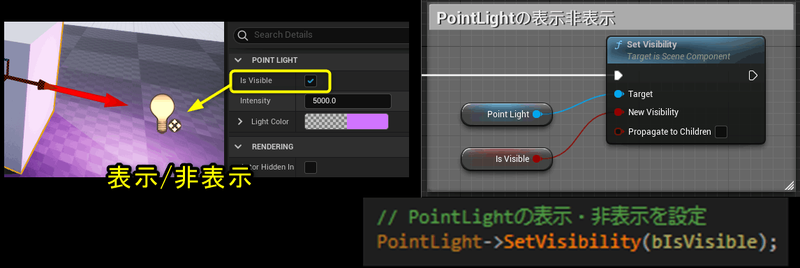 Search Details
POINT LIGHT
Is Visible
Intensity
5000.0
Light Color
RENDERING
or Hidden In
表示/非表示
PointLightの表示非表示
f Set Visibility
Target is Scene Component
Target
Point Light
New Visibility
Propagate to Children
Is Visible
// PointLightの表示・非表示を設定
PointLight->SetVisibility(bIsVisible);